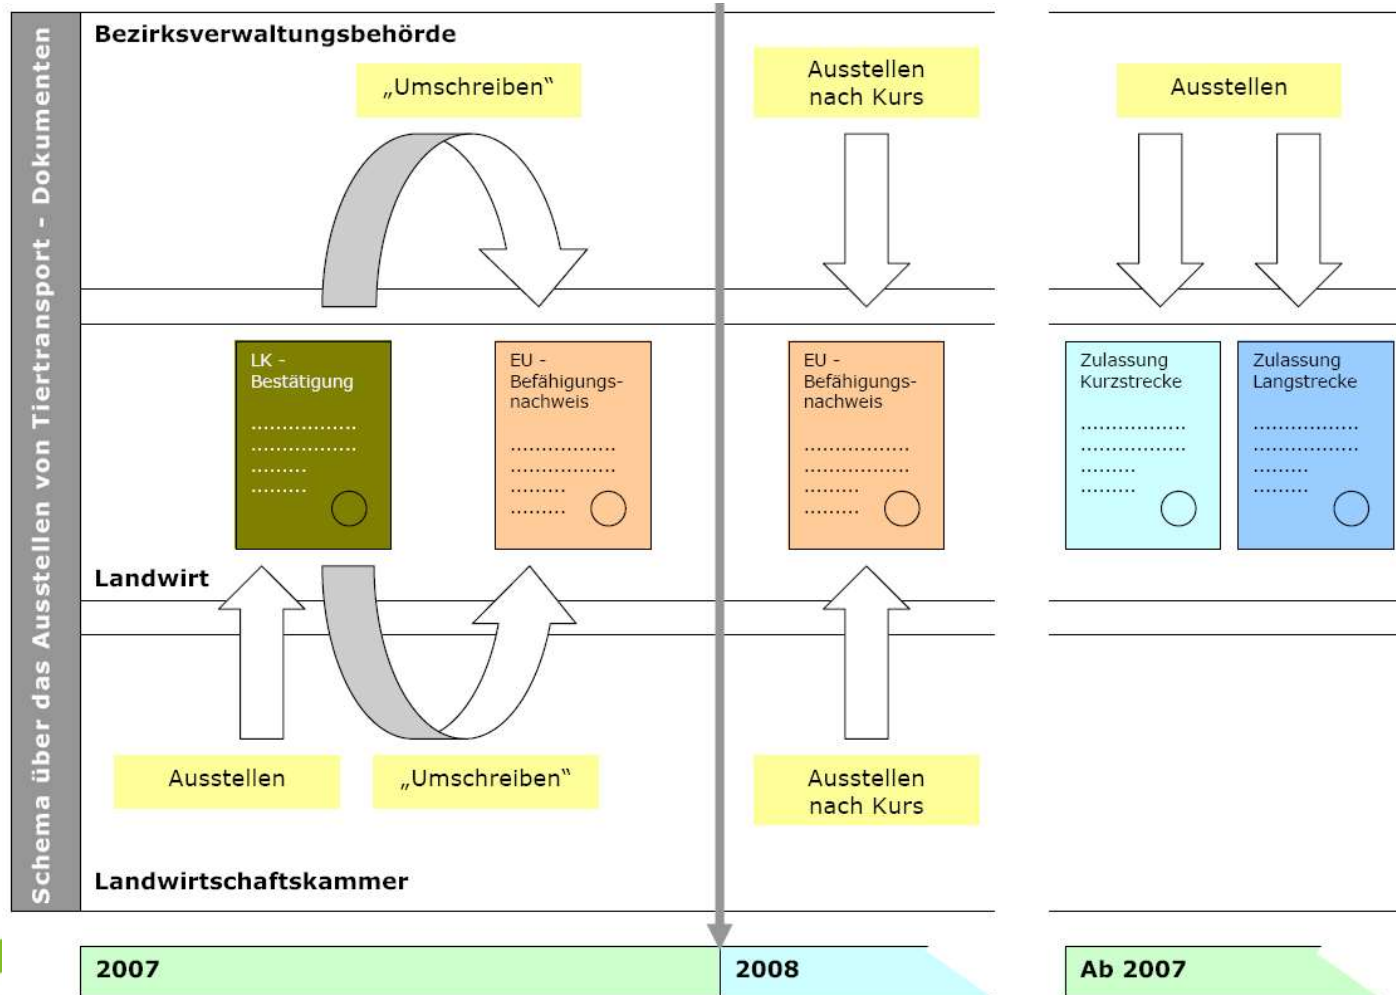 Schema über das Ausstellen von Tiertransport - Dokumenten
Bezirksverwaltungsbehörde
„Umschreiben“
Ausstellen
nach Kurs
Ausstellen
LK -
Bestätigung
EU -
Befähigungs-
nachweis
EU -
Befähigungs-
nachweis
Zulassung
Kurzstrecke
Zulassung
Langstrecke
Landwirt
Ausstellen
„Umschreiben“
Ausstellen
nach Kurs
Landwirtschaftskammer
2007
2008
Ab 2007